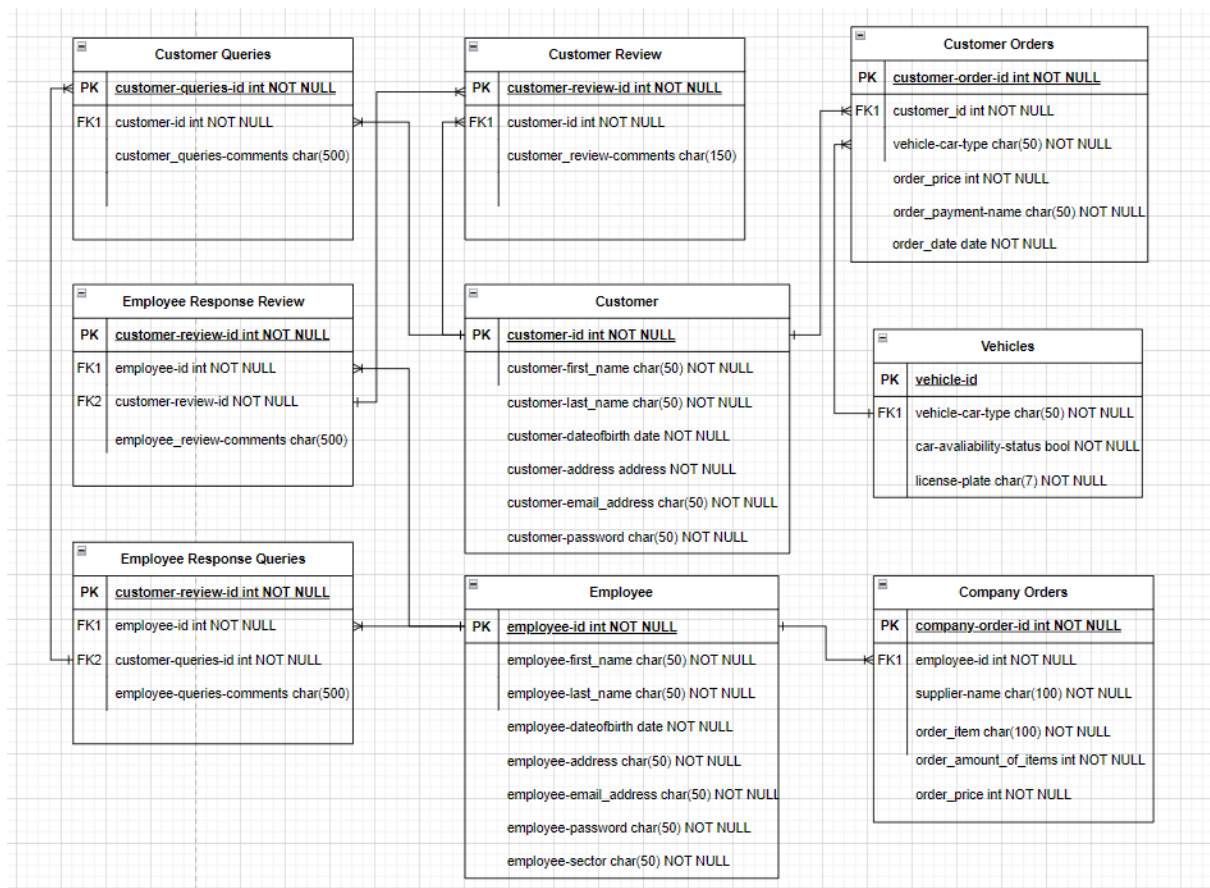 Customer Queries
PK customer-queries-id int NOT NULL
FK1 customer-id int NOT NULL
customer_queries-comments char(500)
Customer Review
PK customer-review-id int NOT NULL
FK1 customer-id int NOT NULL
customer_review-comments char(150)
Customer Orders
PK customer-order-id int NOT NULL
FK1 customer_id int NOT NULL
vehicle-car-type char(50) NOT NULL
order_price int NOT NULL
order_payment-name char(50) NOT NULL
order_date date NOT NULL
Employee Response Review
PK customer-review-id int NOT NULL
FK1 employee-id int NOT NULL
FK2 customer-review-id NOT NULL
employee_review-comments char(500)
Customer
PK customer-id int NOT NULL
customer-first_name char(50) NOT NULL
customer-last_name char(50) NOT NULL
customer-dateofbirth date NOT NULL
customer-address address NOT NULL
customer-email_address char(50) NOT NULL
customer-password char(50) NOT NULL
Vehicles
PK vehicle-id
FK1 vehicle-car-type char(50) NOT NULL
car-avaliability-status bool NOT NULL
license-plate char(7) NOT NULL
Employee Response Queries
PK customer-review-id int NOT NULL
FK1 employee-id int NOT NULL
FK2 customer-queries-id int NOT NULL
employee-queries-comments char(500)
Employee
PK employee-id int NOT NULL
employee-first_name char(50) NOT NULL
employee-last_name char(50) NOT NULL
employee-dateofbirth date NOT NULL
employee-address char(50) NOT NULL
employee-email_address char(50) NOT NULL
employee-password char(50) NOT NULL
employee-sector char(50) NOT NULL
Company Orders
PK company-order-id int NOT NULL
FK1 employee-id int NOT NULL
supplier-name char(100) NOT NULL
order_item char(100) NOT NULL
order_amount_of_items int NOT NULL
order_price int NOT NULL